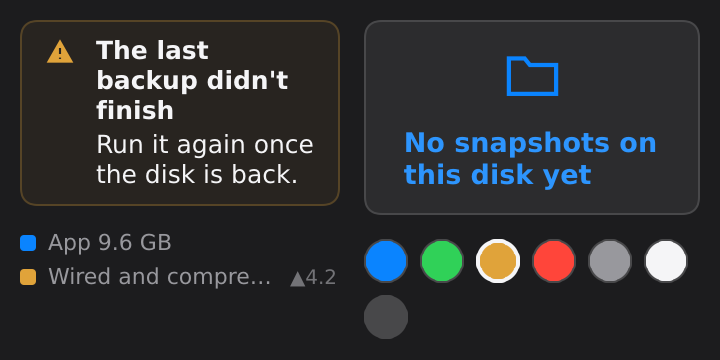 The last
backup didn't
finish
Run it again once
the disk is back.
No snapshots on
this disk yet
App 9.6 GB
Wired and compre… ▲4.2